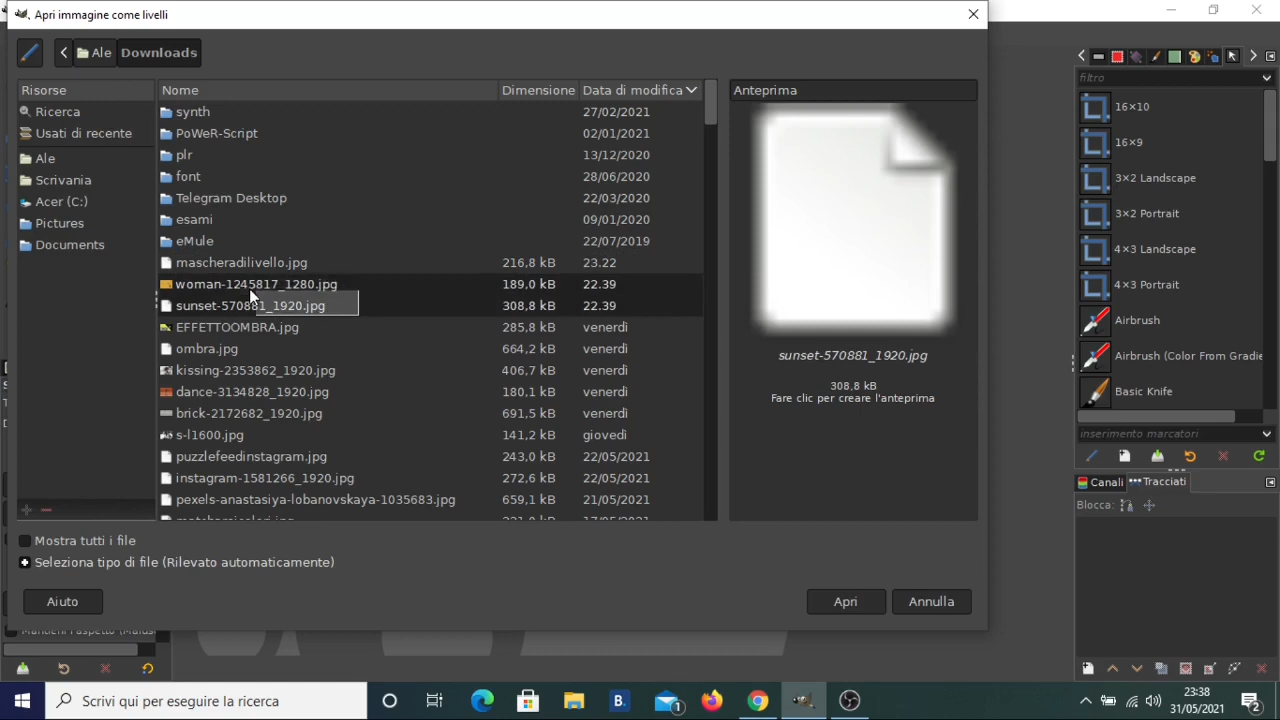 Apri immagine come livelli
Ale
Downloads
Risorse
Ricerca
Usati di recente
Ale
Scrivania
Acer (C:)
Pictures
Documents
Nome Dimensione Data di modifica
synth 27/02/2021
PoWeR-Script 02/01/2021
plr 13/12/2020
font 28/06/2020
Telegram Desktop 22/03/2020
esami 09/01/2020
eMule 22/07/2019
mascheradilivello.jpg 216,8 kB 23.22
woman-1245817_1280.jpg 189,0 kB 22.39
sunset-570881_1920.jpg 308,8 kB 22.39
EFFETTOOMBRA.jpg 285,8 kB venerdì
ombra.jpg 664,2 kB venerdì
kissing-2353862_1920.jpg 406,7 kB venerdì
dance-3134828_1920.jpg 180,1 kB venerdì
brick-2172682_1920.jpg 691,5 kB venerdì
s-l1600.jpg 141,2 kB giovedì
puzzlefeedinstagram.jpg 243,0 kB 22/05/2021
instagram-1581266_1920.jpg 272,6 kB 22/05/2021
pexels-anastasiya-lobanovskaya-1035683.jpg 659,1 kB 21/05/2021
Anteprima
sunset-570881_1920.jpg
308,8 kB
Fare clic per creare l'anteprima
Mostra tutti i file
Seleziona tipo di file (Rilevato automaticamente)
Aiuto
Apri
Annulla
filtro
16×10
16×9
3×2 Landscape
3×2 Portrait
4×3 Landscape
4×3 Portrait
Airbrush
Airbrush (Color From Gradie
Basic Knife
inserimento marcatori
Canali
Tracciati
Blocca:
Scrivi qui per eseguire la ricerca
B.
1
23:38
31/05/2021
2